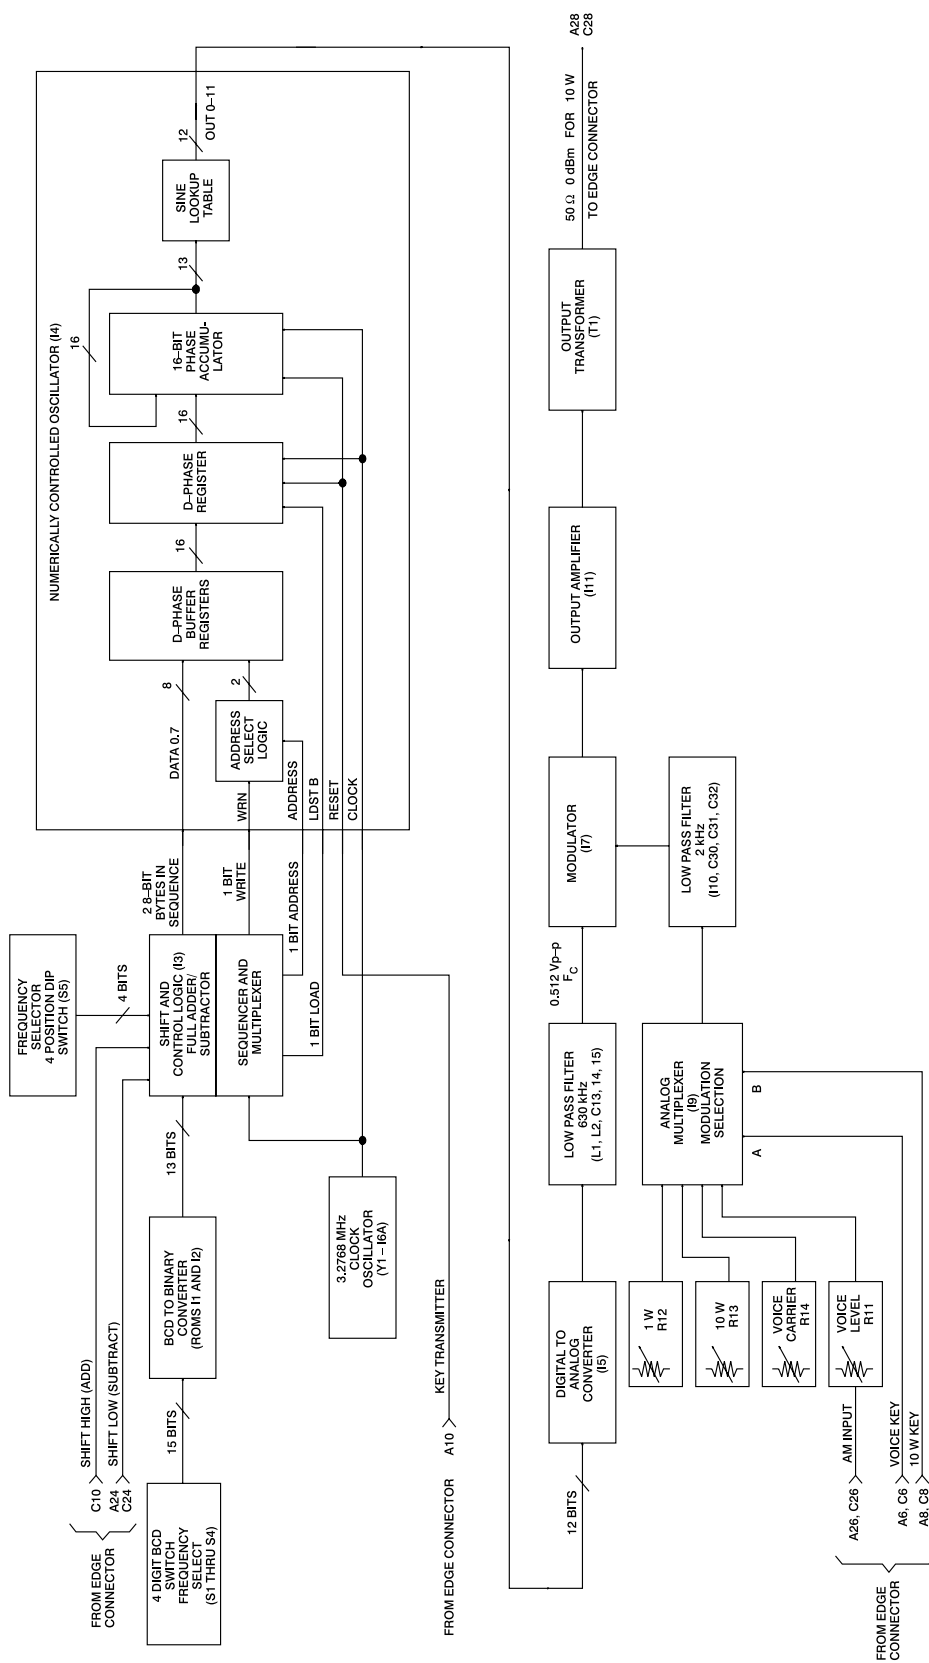 FREQUENCY
SELECTOR
4 POSITION DIP
SWITCH (S5)
4 BITS
FROM EDGE
CONNECTOR
C10
SHIFT HIGH (ADD)
A24
C24
SHIFT LOW (SUBTRACT)
4 DIGIT BCD
SWITCH
FREQUENCY
SELECT
(S1 THRU S4)
15 BITS
BCD TO BINARY
CONVERTER
(ROMS I1 AND I2)
13 BITS
SHIFT AND
CONTROL LOGIC (I3)
FULL ADDER/
SUBTRACTOR
SEQUENCER AND
MULTIPLEXER
3.2768 MHz
CLOCK
OSCILLATOR
(Y1 – I6A)
FROM EDGE CONNECTOR
A10
KEY TRANSMITTER
2 8–BIT
BYTES IN
SEQUENCE
1 BIT
WRITE
1 BIT ADDRESS
1 BIT LOAD
NUMERICALLY CONTROLLED OSCILLATOR (I4)
DATA 0.7
8
WRN
ADDRESS
SELECT
LOGIC
2
ADDRESS
LDST B
RESET
CLOCK
D–PHASE
BUFFER
REGISTERS
16
D–PHASE
REGISTER
16
16
16–BIT
PHASE
ACCUMU-
LATOR
13
SINE
LOOKUP
TABLE
12
OUT 0–11
12 BITS
DIGITAL TO
ANALOG
CONVERTER
(I5)
LOW PASS FILTER
630 kHz
(L1, L2, C13, 14, 15)
0.512 Vp–p
FC
MODULATOR
(I7)
OUTPUT AMPLIFIER
(I11)
OUTPUT
TRANSFORMER
(T1)
50 Ω 0 dBm FOR 10 W
TO EDGE CONNECTOR
A28
C28
1 W
R12
10 W
R13
VOICE
CARRIER
R14
VOICE
LEVEL
R11
ANALOG
MULTIPLEXER
(I9)
MODULATION
SELECTION
A
B
LOW PASS FILTER
2 kHz
(I10, C30, C31, C32)
FROM EDGE
CONNECTOR
A26, C26
AM INPUT
A6, C6
VOICE KEY
A8, C8
10 W KEY